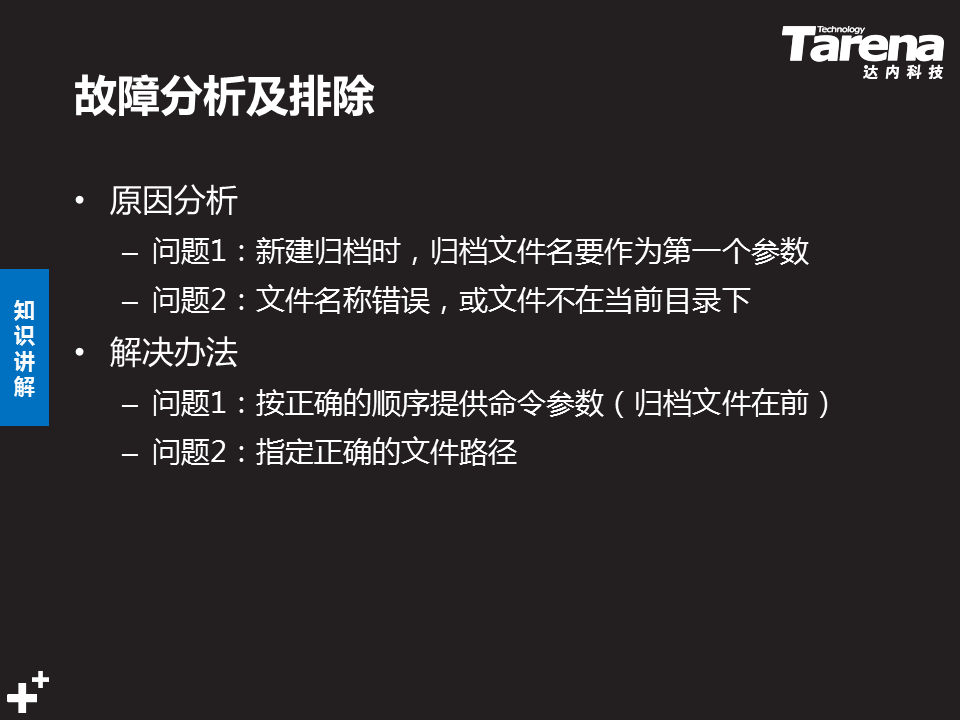 Technology
Tarena
达内科技
故障分析及排除
• 原因分析
– 问题1：新建归档时，归档文件名要作为第一个参数
– 问题2：文件名称错误，或文件不在当前目录下
• 解决办法
– 问题1：按正确的顺序提供命令参数（归档文件在前）
– 问题2：指定正确的文件路径
知识讲解